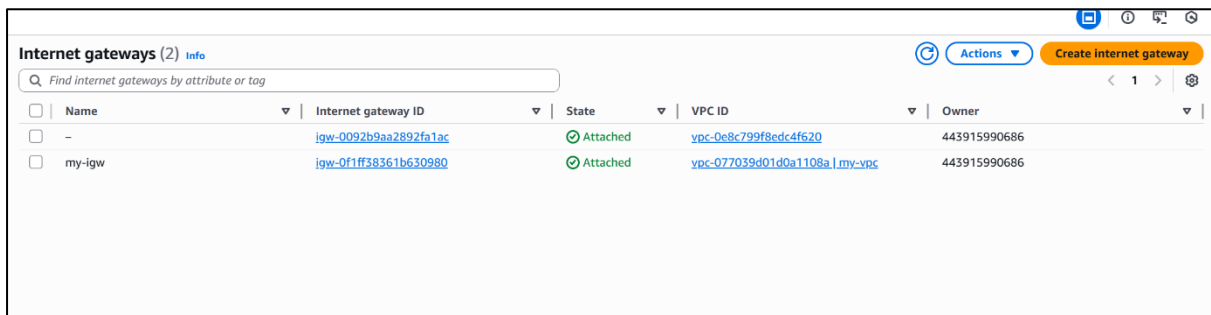 Internet gateways (2) Info
Actions
Create internet gateway
Find internet gateways by attribute or tag
1
Name Internet gateway ID State VPC ID Owner
– igw-0092b9aa2892fa1ac Attached vpc-0e8c799f8edc4f620 443915990686
my-igw igw-0f1ff38361b630980 Attached vpc-077039d01d0a1108a | my-vpc 443915990686